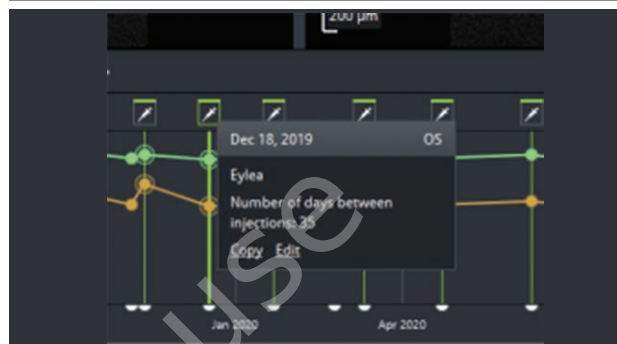 200 µm
Dec 18, 2019 OS
Eylea
Number of days between
injections: 35
Copy Edit
Jan 2020 Apr 2020
use